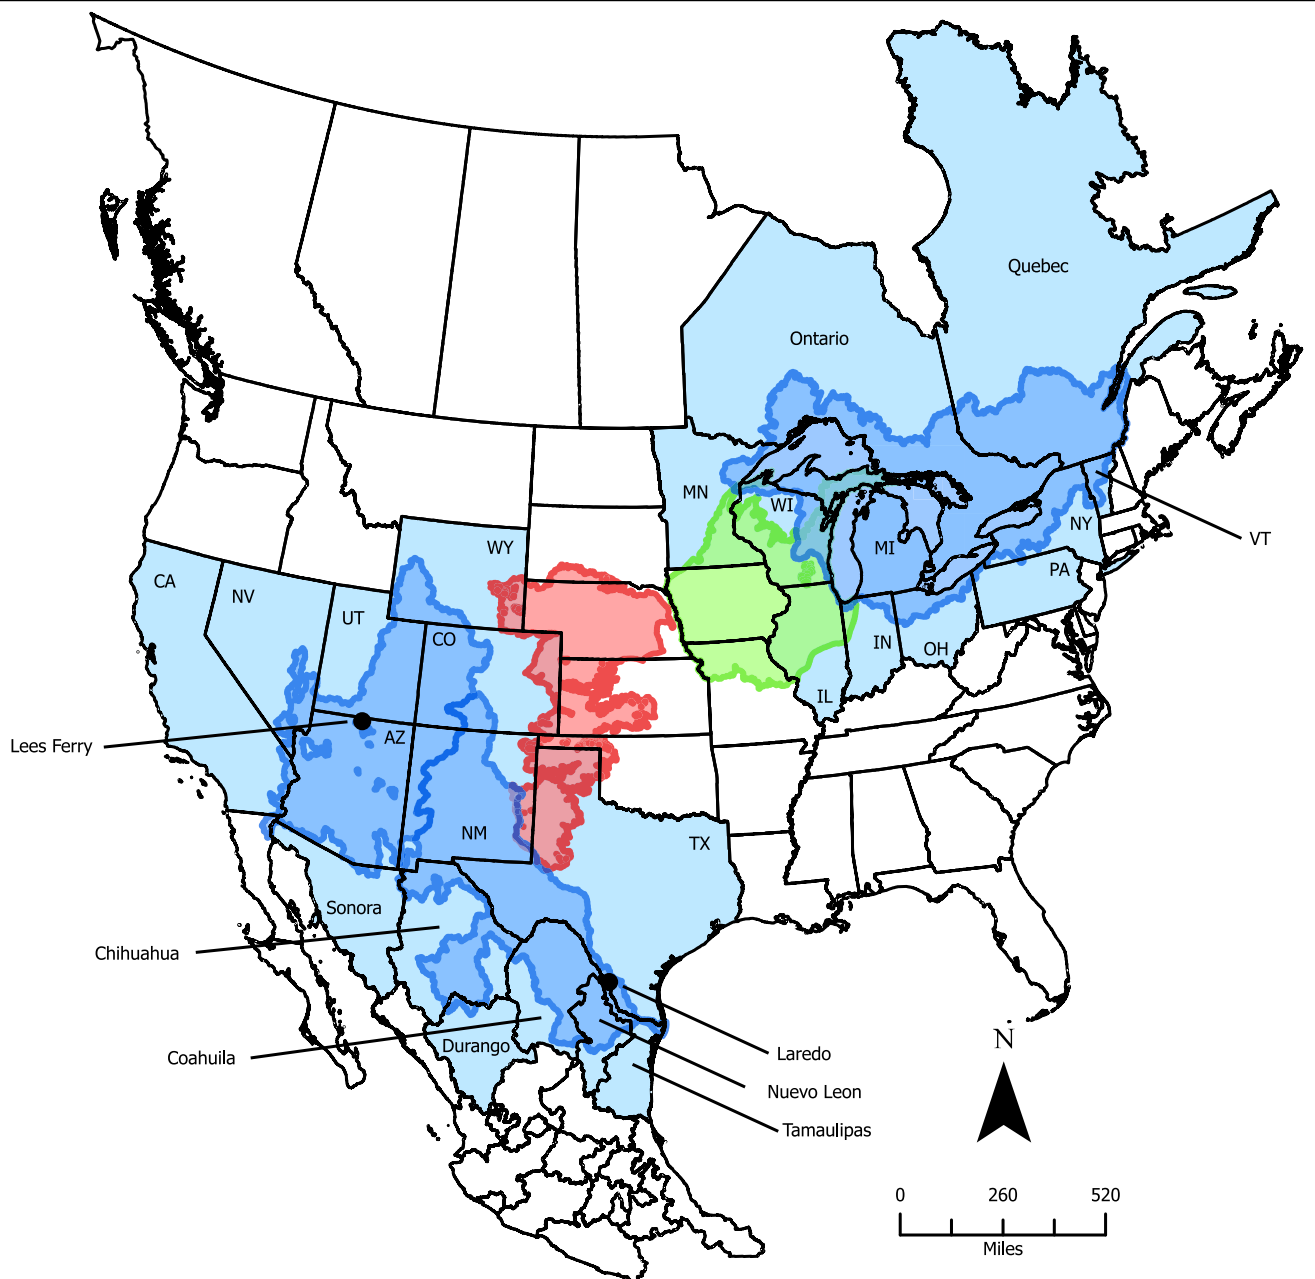 Quebec
Ontario
MN
WI
NY
VT
MI
WY
PA
CA
NV
UT
CO
IN
OH
IL
Lees Ferry
AZ
NM
TX
Sonora
Chihuahua
Coahuila
Durango
Laredo
Nuevo Leon
Tamaulipas
N
0 260 520
Miles